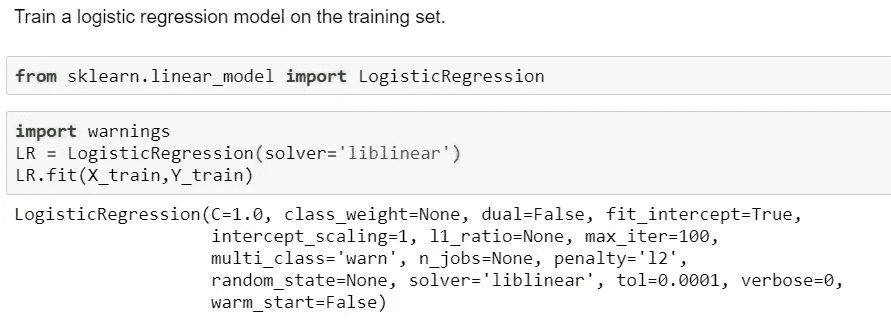 Train a logistic regression model on the training set.
from sklearn.linear_model import LogisticRegression
import warnings
LR = LogisticRegression(solver='liblinear')
LR.fit(X_train,Y_train)
LogisticRegression(C=1.0, class_weight=None, dual=False, fit_intercept=True,
intercept_scaling=1, l1_ratio=None, max_iter=100,
multi_class='warn', n_jobs=None, penalty='l2',
random_state=None, solver='liblinear', tol=0.0001, verbose=0,
warm_start=False)